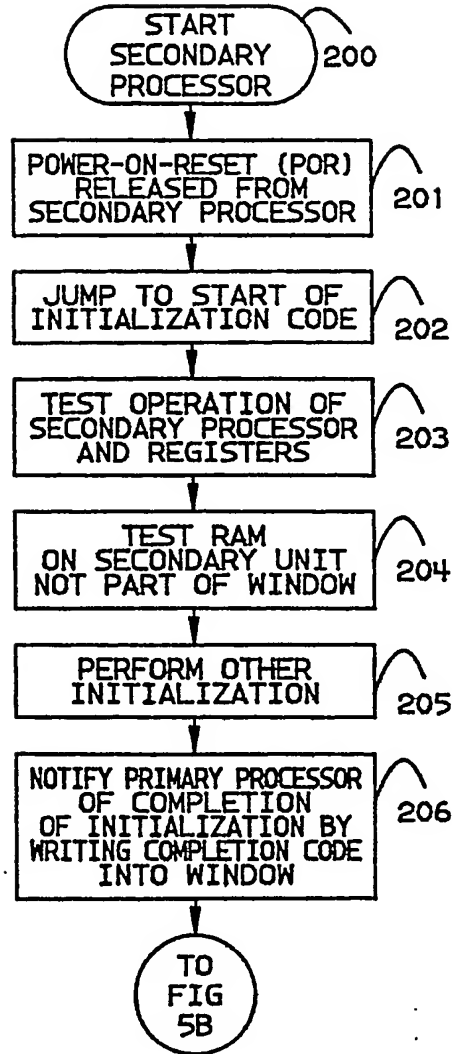 START
SECONDARY
PROCESSOR
200
POWER-ON-RESET (POR)
RELEASED FROM
SECONDARY PROCESSOR
201
JUMP TO START OF
INITIALIZATION CODE
202
TEST OPERATION OF
SECONDARY PROCESSOR
AND REGISTERS
203
TEST RAM
ON SECONDARY UNIT
NOT PART OF WINDOW
204
PERFORM OTHER
INITIALIZATION
205
NOTIFY PRIMARY PROCESSOR
OF COMPLETION
OF INITIALIZATION BY
WRITING COMPLETION CODE
INTO WINDOW
206
TO
FIG
5B